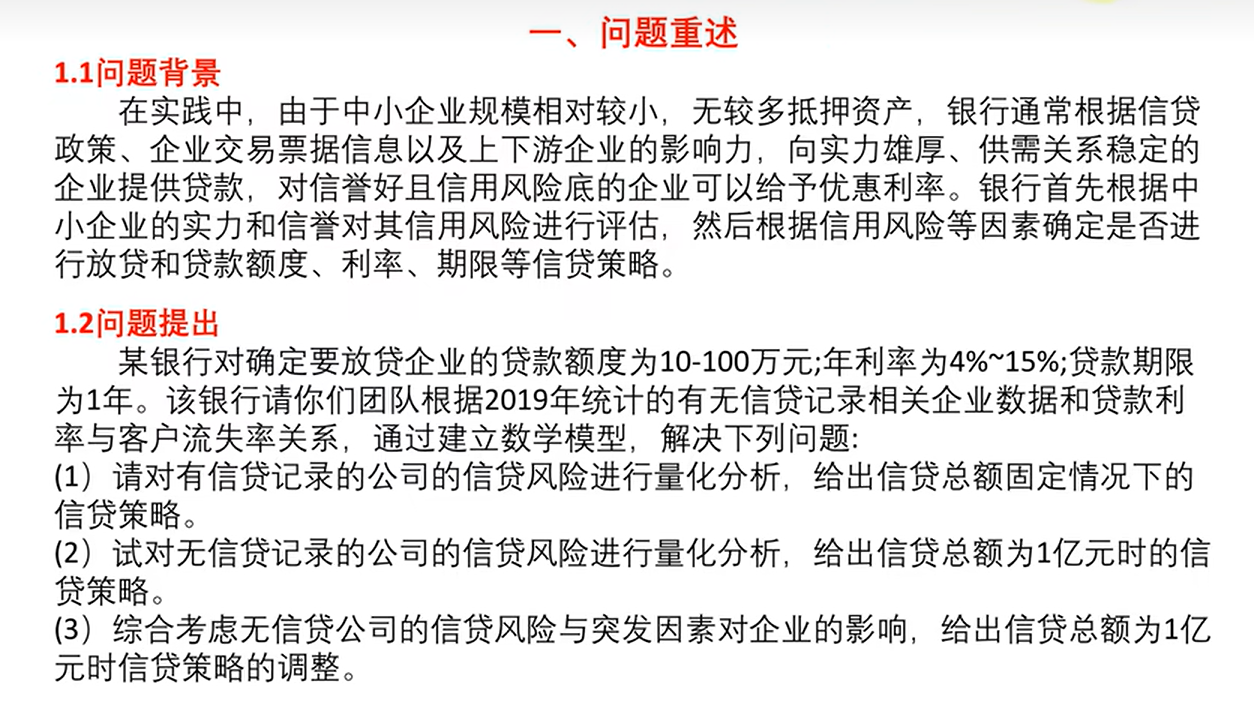 一、问题重述
1.1问题背景
在实践中，由于中小企业规模相对较小，无较多抵押资产，银行通常根据信贷
政策、企业交易票据信息以及上下游企业的影响力，向实力雄厚、供需关系稳定的
企业提供贷款，对信誉好且信用风险底的企业可以给予优惠利率。银行首先根据中
小企业的实力和信誉对其信用风险进行评估，然后根据信用风险等因素确定是否进
行放贷和贷款额度、利率、期限等信贷策略。
1.2问题提出
某银行对确定要放贷企业的贷款额度为10-100万元;年利率为4%~15%;贷款期限
为1年。该银行请你们团队根据2019年统计的有无信贷记录相关企业数据和贷款利
率与客户流失率关系，通过建立数学模型，解决下列问题:
(1）请对有信贷记录的公司的信贷风险进行量化分析，给出信贷总额固定情况下的
信贷策略。
(2）试对无信贷记录的公司的信贷风险进行量化分析，给出信贷总额为1亿元时的信
贷策略。
(3）综合考虑无信贷公司的信贷风险与突发因素对企业的影响，给出信贷总额为1亿
元时信贷策略的调整。